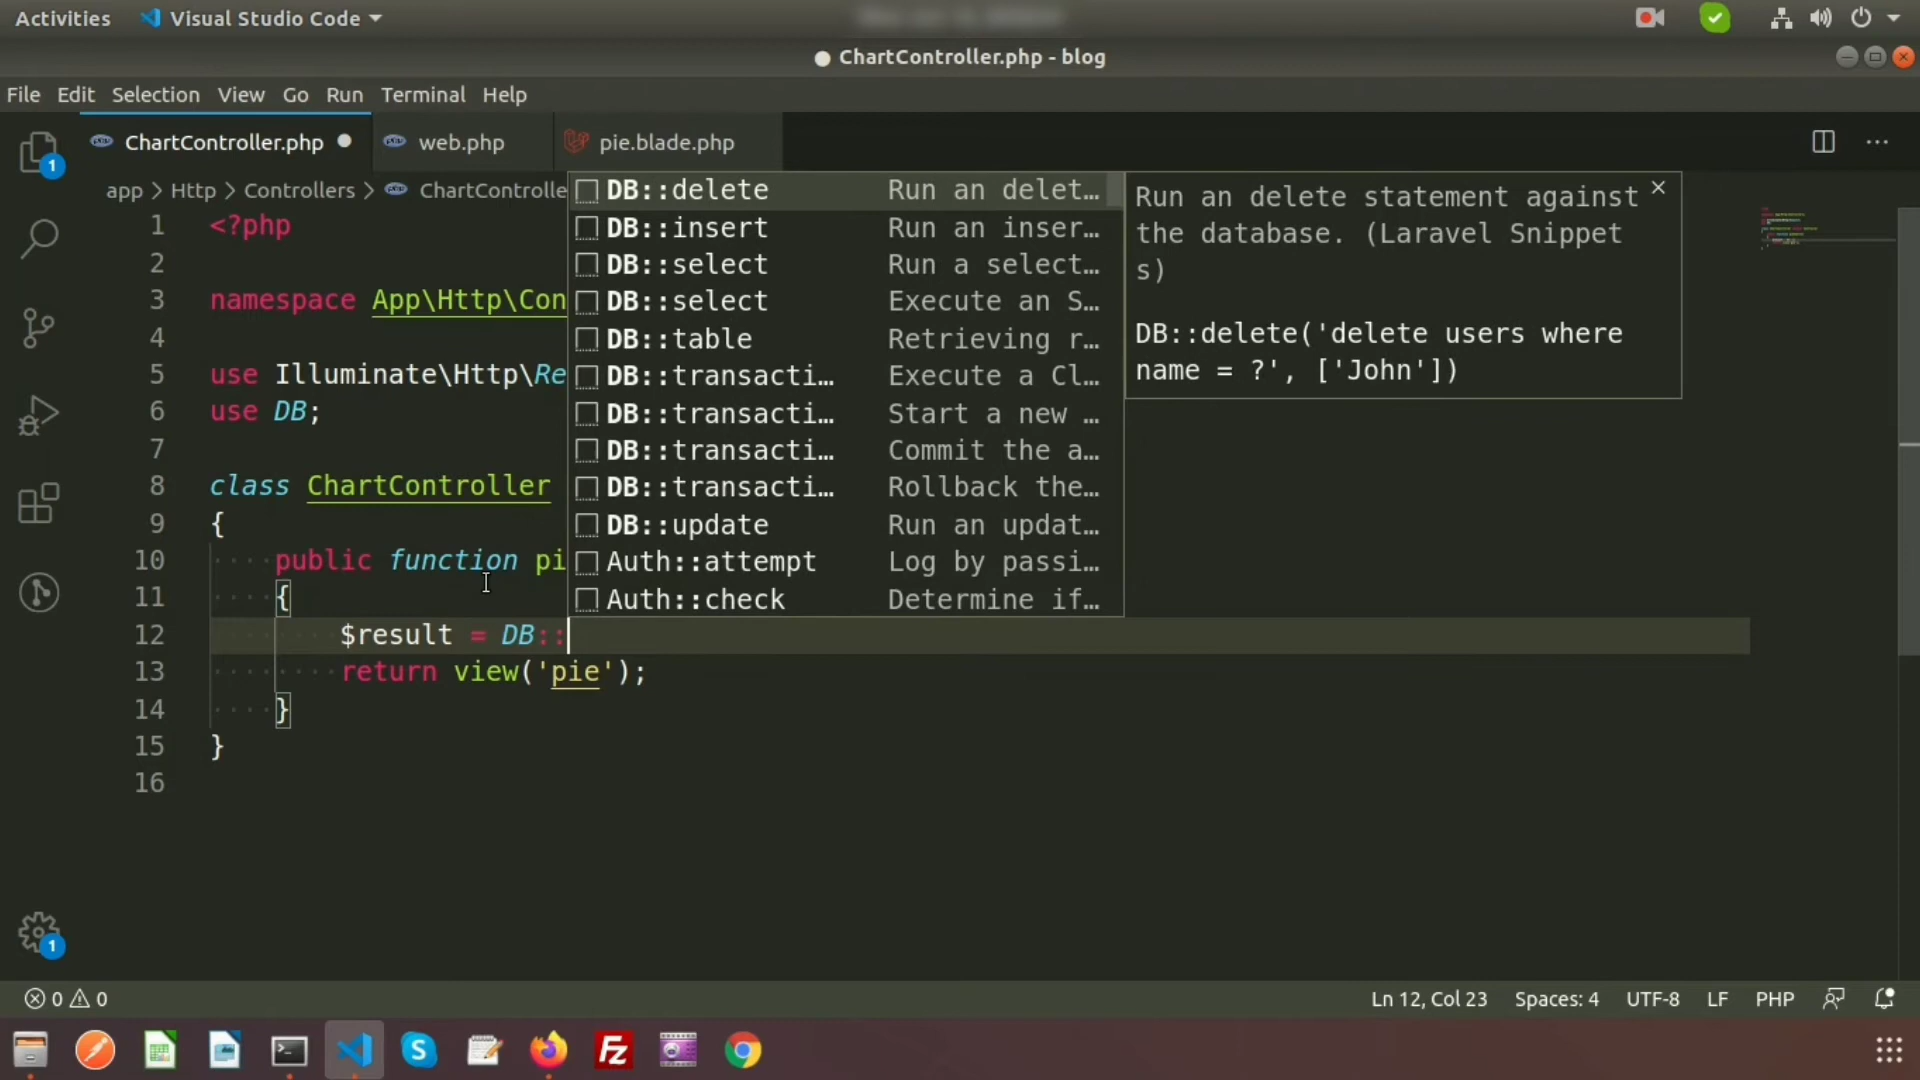 Activities Visual Studio Code
ChartController.php - blog
File Edit Selection View Go Run Terminal Help
1
ChartController.php web.php pie.blade.php
app > Http > Controllers > ChartControlle
1 <?php
2
3 namespace App\Http\Con
4
5 use Illuminate\Http\Re
6 use DB;
7
8 class ChartController
9 {
10 public function pi
11 {
12 $result = DB::
13 return view('pie');
14 }
15 }
16
DB::delete Run an delet…
DB::insert Run an inser…
DB::select Run a select…
DB::select Execute an S…
DB::table Retrieving r…
DB::transacti… Execute a Cl…
DB::transacti… Start a new …
DB::transacti… Commit the a…
DB::transacti… Rollback the…
DB::update Run an updat…
Auth::attempt Log by passi…
Auth::check Determine if…
Run an delete statement against
the database. (Laravel Snippet
s)
DB::delete('delete users where
name = ?', ['John'])
1
0 0 Ln 12, Col 23 Spaces: 4 UTF-8 LF PHP
S Fz